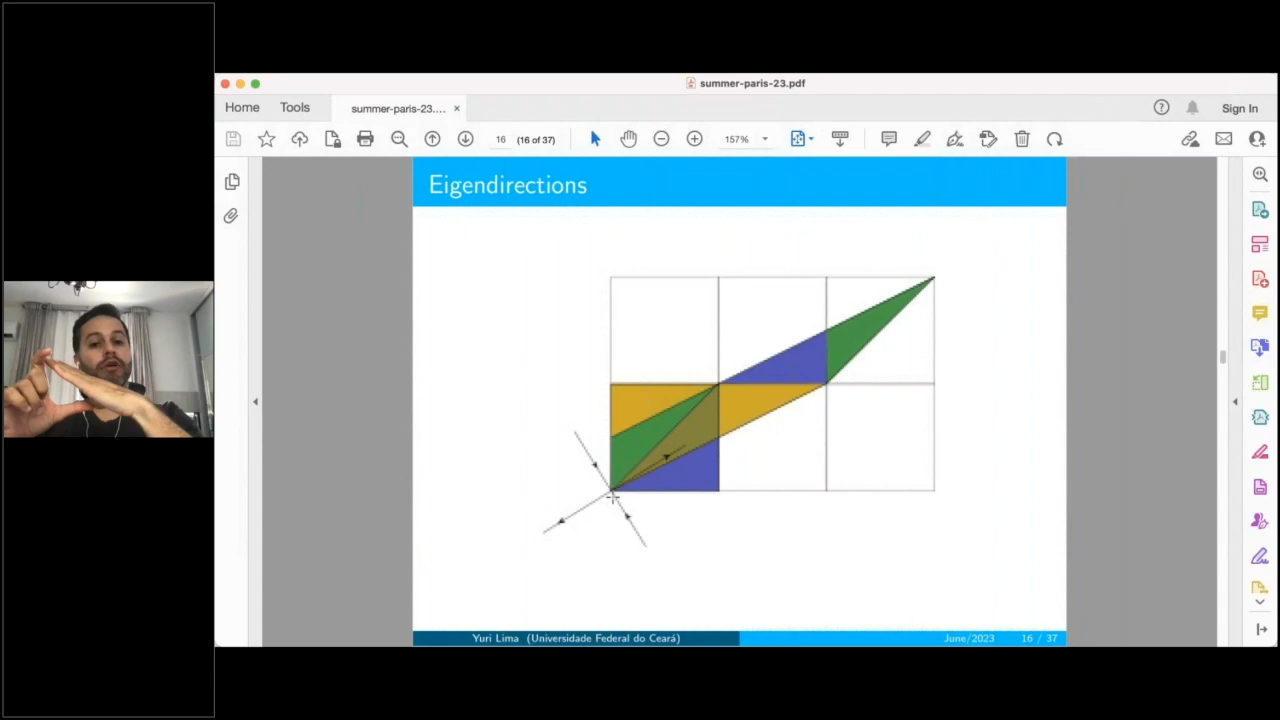 summer-paris-23.pdf
Home Tools summer-paris-23.... × Sign In
16 (16 of 37) 157%
Eigendirections
Yuri Lima (Universidade Federal do Ceará) June/2023 16 / 37